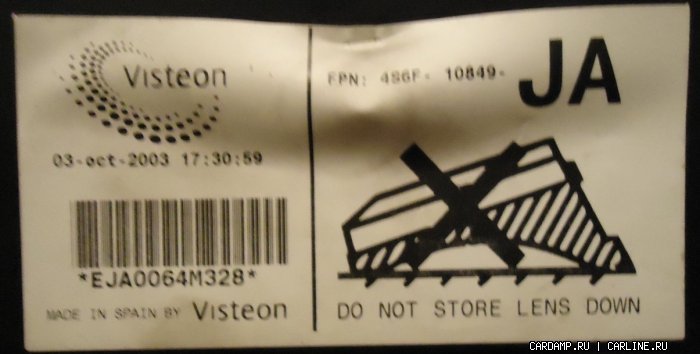 Visteon
03-oct-2003 17:30:59
*EJA0064M328*
MADE IN SPAIN BY Visteon
FPN: 4S6F- 10849- JA
DO NOT STORE LENS DOWN
CARDAMP.RU | CARLINE.RU